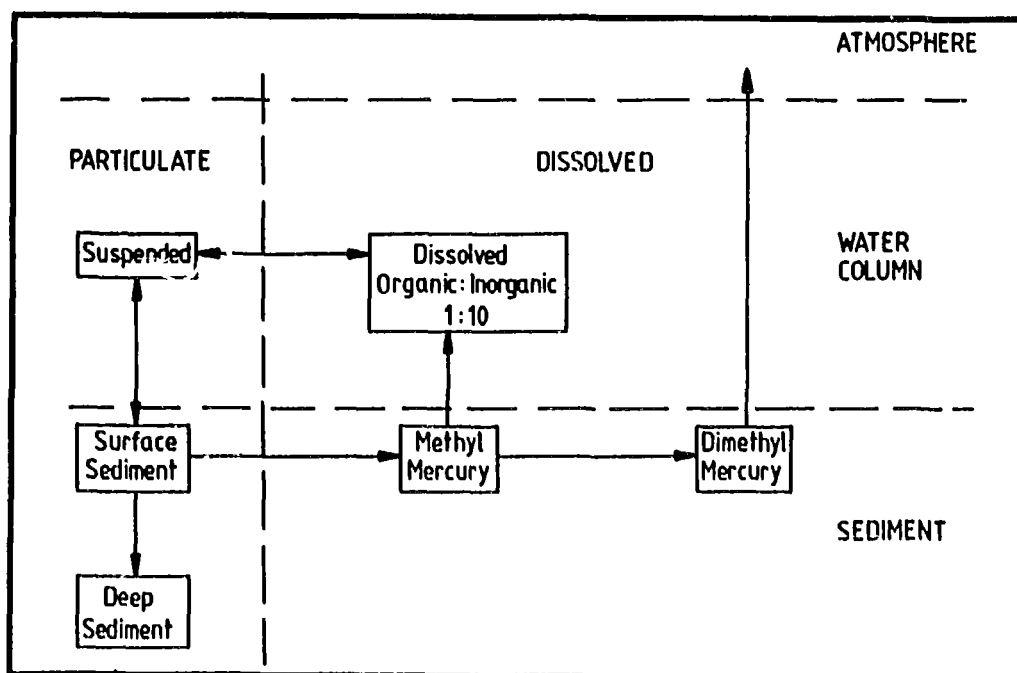 ATMOSPHERE
PARTICULATE
DISSOLVED
Suspended
Dissolved
Organic: Inorganic
1:10
WATER
COLUMN
Surface
Sediment
Methyl
Mercury
Dimethyl
Mercury
SEDIMENT
Deep
Sediment